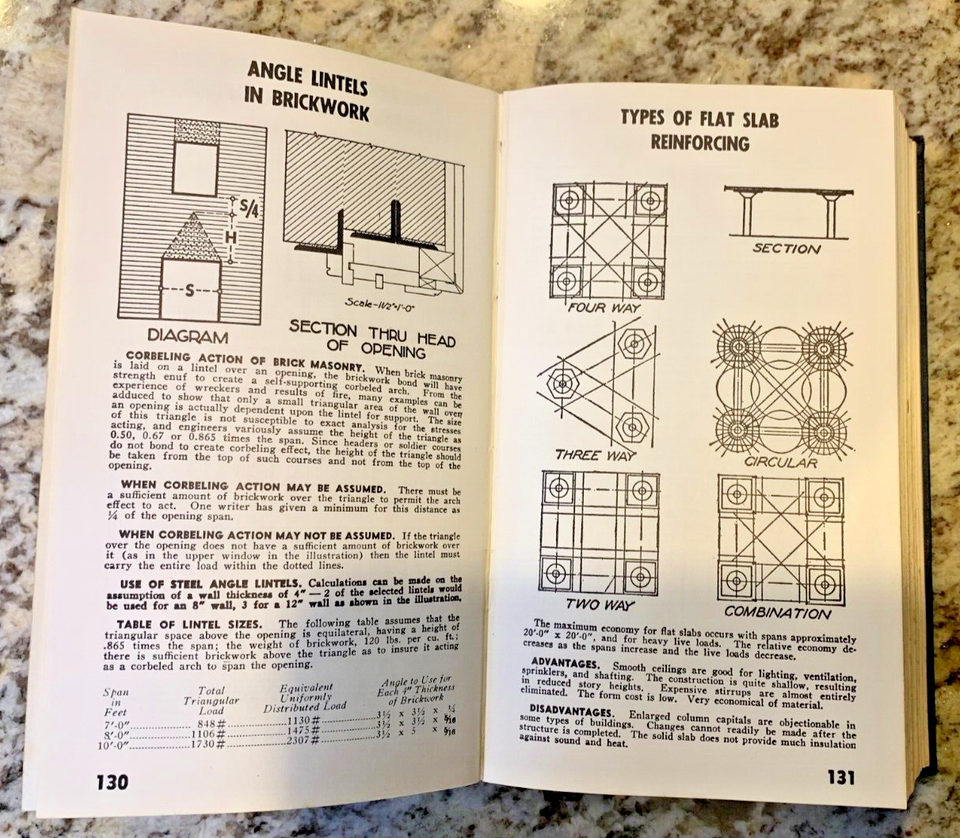 ANGLE LINTELS
IN BRICKWORK
S/4
H
S
Scale-1½"=1'-0"
DIAGRAM
SECTION THRU HEAD
OF OPENING
CORBELING ACTION OF BRICK MASONRY. When brick masonry
is laid on a lintel over an opening, the brickwork bond will have
strength enuf to create a self-supporting corbeled arch. From the
experience of wreckers and results of fire, many examples can be
adduced to show that only a small triangular area of the wall over
an opening is actually dependent upon the lintel for support. The size
of this triangle is not susceptible to exact analysis for the stresses
acting, and engineers variously assume the height of the triangle as
0.50, 0.67 or 0.865 times the span. Since headers or soldier courses
do not bond to create corbeling effect, the height of the triangle should
be taken from the top of such courses and not from the top of the
opening.
WHEN CORBELING ACTION MAY BE ASSUMED. There must be
a sufficient amount of brickwork over the triangle to permit the arch
effect to act. One writer has given a minimum for this distance as
¼ of the opening span.
WHEN CORBELING ACTION MAY NOT BE ASSUMED. If the triangle
over the opening does not have a sufficient amount of brickwork over
it (as in the upper window in the illustration) then the lintel must
carry the entire load within the dotted lines.
USE OF STEEL ANGLE LINTELS. Calculations can be made on the
assumption of a wall thickness of 4" — 2 of the selected lintels would
be used for an 8" wall, 3 for a 12" wall as shown in the illustration.
TABLE OF LINTEL SIZES. The following table assumes that the
triangular space above the opening is equilateral, having a height of
.865 times the span; the weight of brickwork, 120 lbs. per cu. ft.;
there is sufficient brickwork above the triangle as to insure it acting
as a corbeled arch to span the opening.
Span in Feet Total Triangular Load Equivalent Uniformly Distributed Load Angle to Use for Each 4" Thickness of Brickwork
7'-0" 848# 1130# 3½ x 3½ x ¼
8'-0" 1106# 1475# 3½ x 3½ x 5/16
10'-0" 1730# 2307# 3½ x 5 x 5/16
130
TYPES OF FLAT SLAB
REINFORCING
FOUR WAY
SECTION
THREE WAY
CIRCULAR
TWO WAY
COMBINATION
The maximum economy for flat slabs occurs with spans approximately
20'-0" x 20'-0", and for heavy live loads. The relative economy de-
creases as the spans increase and the live loads decrease.
ADVANTAGES. Smooth ceilings are good for lighting, ventilation,
sprinklers, and shafting. The construction is quite shallow, resulting
in reduced story heights. Expensive stirrups are almost entirely
eliminated. The form cost is low. Very economical of material.
DISADVANTAGES. Enlarged column capitals are objectionable in
some types of buildings. Changes cannot readily be made after the
structure is completed. The solid slab does not provide much insulation
against sound and heat.
131